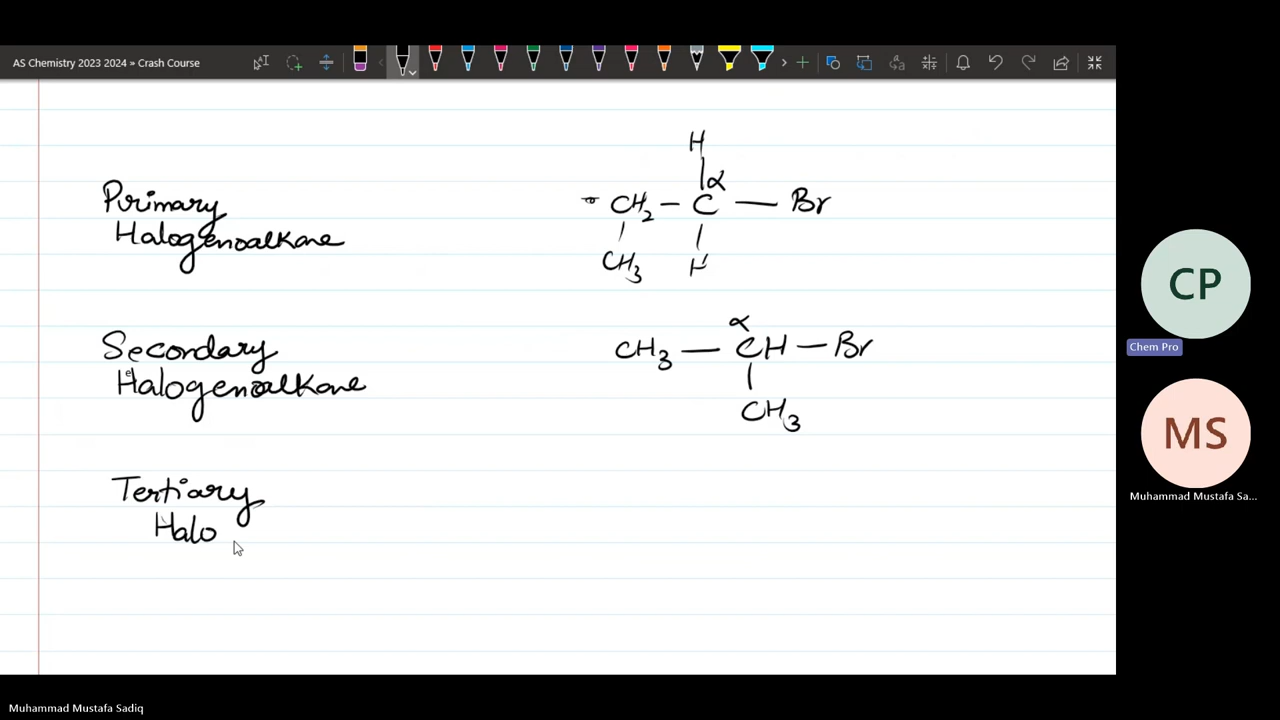 AS Chemistry 2023 2024 » Crash Course
H
α
Primary
Halogenoalkane
CH2 — C — Br
CH3 H
α
Secondary
Halogenoalkane
CH3 — CH — Br
CH3
Tertiary
Halo
CP
Chem Pro
MS
Muhammad Mustafa Sa...
Muhammad Mustafa Sadiq